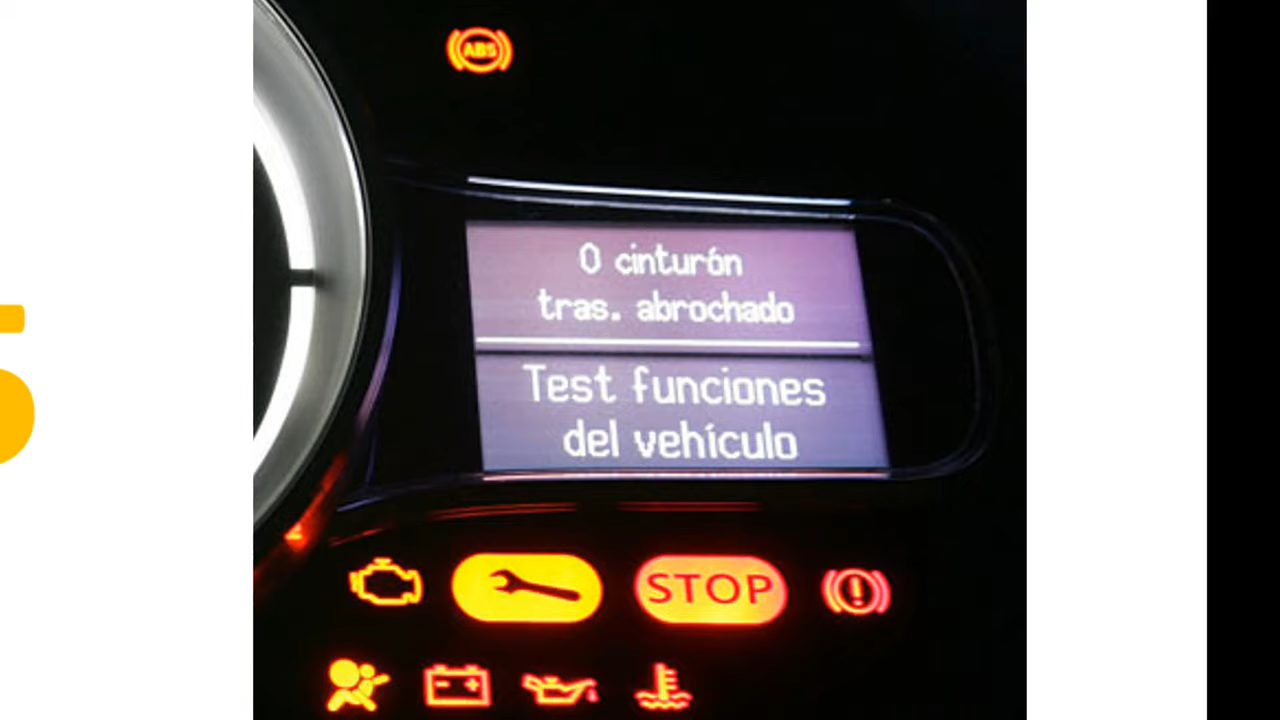 ABS
0 cinturón
tras. abrochado
Test funciones
del vehículo
STOP